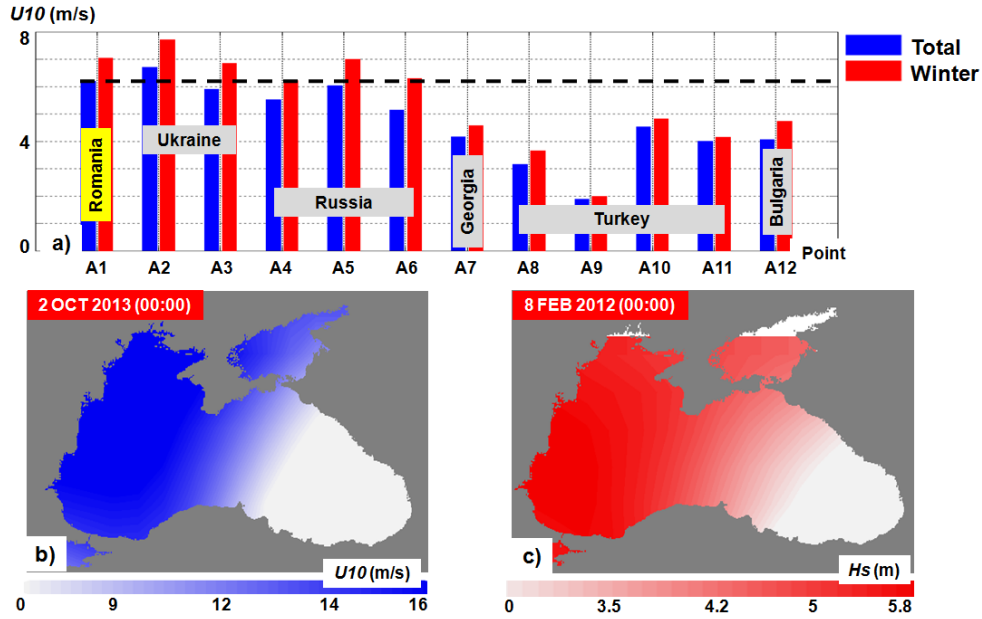 U10 (m/s)
8
4
0
Total
Winter
Romania
Ukraine
Russia
Georgia
Turkey
Bulgaria
a)
Point
A1 A2 A3 A4 A5 A6 A7 A8 A9 A10 A11 A12
2 OCT 2013 (00:00)
b)
U10 (m/s)
0 9 12 14 16
8 FEB 2012 (00:00)
c)
Hs (m)
0 3.5 4.2 5 5.8